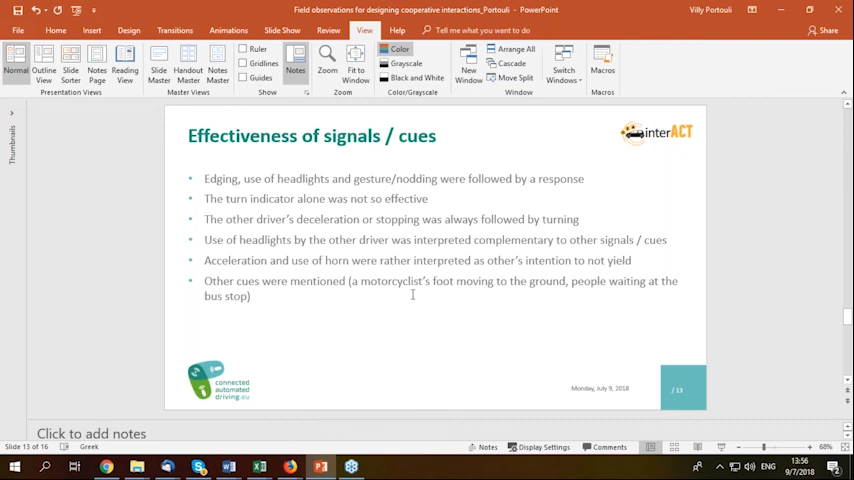 Field observations for designing cooperative interactions_Portouli - PowerPoint
Villy Portouli
File Home Insert Design Transitions Animations Slide Show Review View Help Tell me what you want to do Share
Normal
Outline View
Slide Sorter
Notes Page
Reading View
Presentation Views
Slide Master
Handout Master
Notes Master
Master Views
Ruler
Gridlines
Guides
Show
Notes
Zoom
Fit to Window
Zoom
Color
Grayscale
Black and White
Color/Grayscale
New Window
Arrange All
Cascade
Move Split
Window
Switch Windows
Macros
Macros
Thumbnails
Effectiveness of signals / cues
interACT
• Edging, use of headlights and gesture/nodding were followed by a response
• The turn indicator alone was not so effective
• The other driver's deceleration or stopping was always followed by turning
• Use of headlights by the other driver was interpreted complementary to other signals / cues
• Acceleration and use of horn were rather interpreted as other's intention to not yield
• Other cues were mentioned (a motorcyclist's foot moving to the ground, people waiting at the
bus stop)
connected
automated
driving.eu
Monday, July 9, 2018
/ 13
Click to add notes
Slide 13 of 16 Greek Notes Display Settings Comments 68%
ENG
13:56
9/7/2018
2